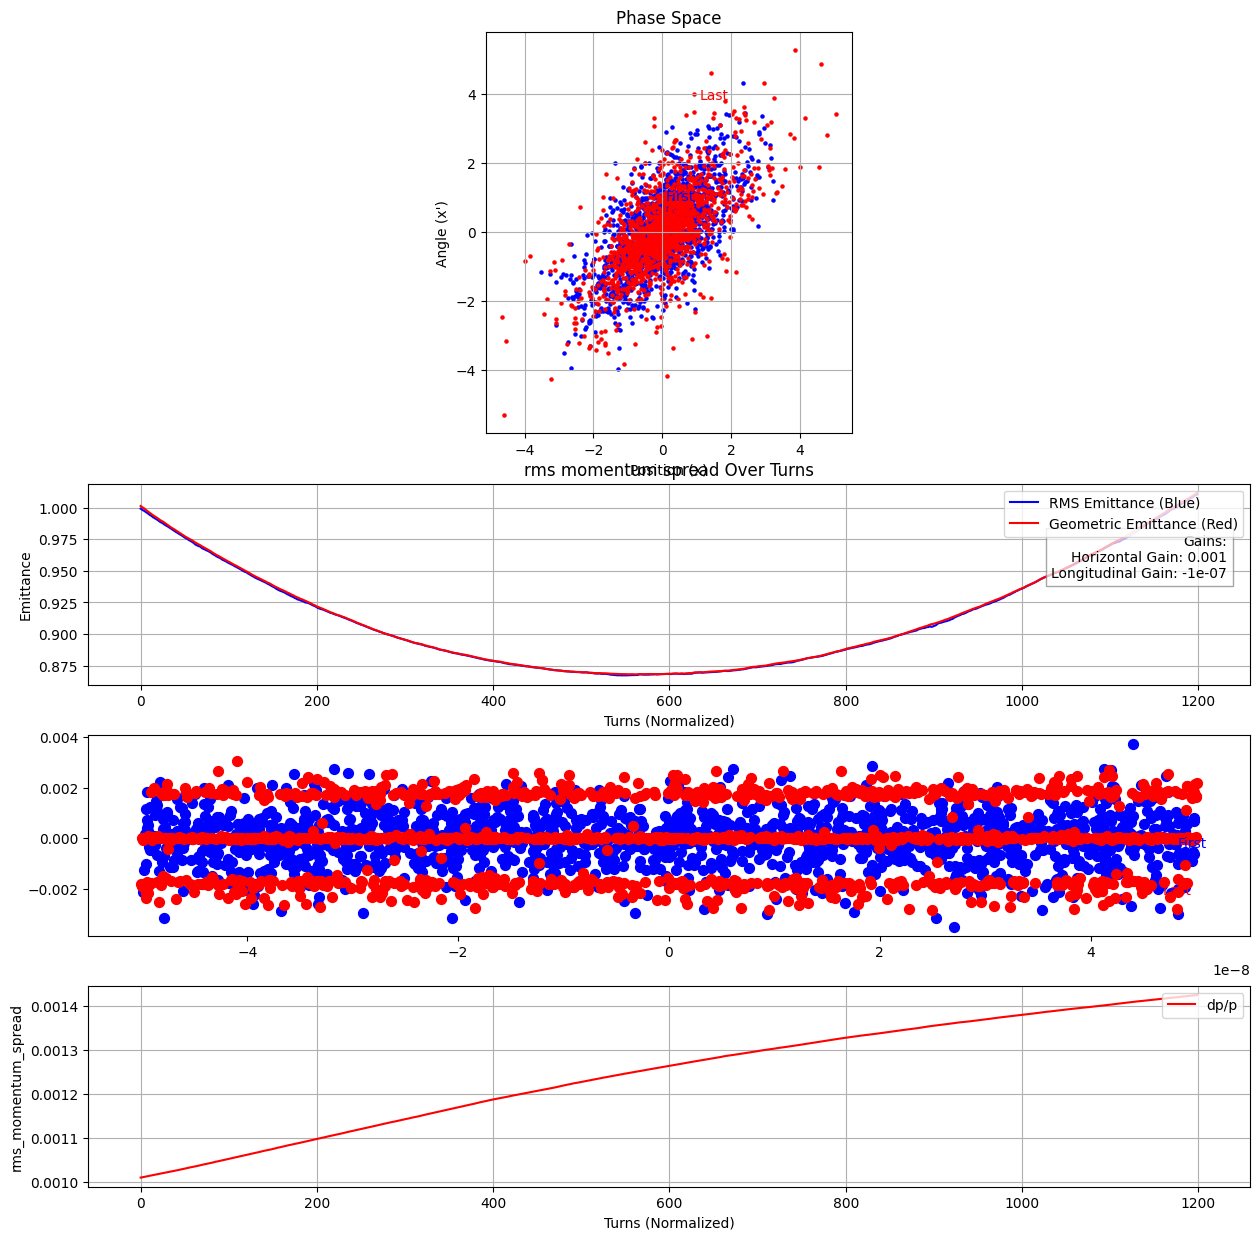 Phase Space
4
2
0
−2
−4
Angle (x')
Last
First
−4
−2
0
2
4
rms momentum spread Over Turns
1.000
0.975
0.950
0.925
0.900
0.875
Emittance
RMS Emittance (Blue)
Geometric Emittance (Red)
Gains:
Horizontal Gain: 0.001
Longitudinal Gain: -1e-07
0
200
400
600
800
1000
1200
Turns (Normalized)
0.004
0.002
0.000
−0.002
First
−4
−2
0
2
4
1e−8
0.0014
0.0013
0.0012
0.0011
0.0010
rms_momentum_spread
dp/p
0
200
400
600
800
1000
1200
Turns (Normalized)